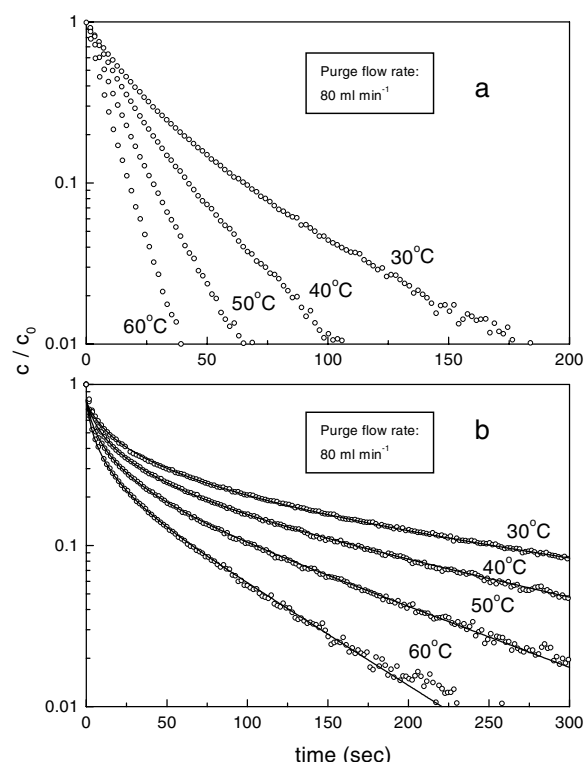 1
0.1
0.01
c / c₀
Purge flow rate:
80 ml min⁻¹
a
30°C
40°C
50°C
60°C
0 50 100 150 200
1
0.1
0.01
Purge flow rate:
80 ml min⁻¹
b
30°C
40°C
50°C
60°C
0 50 100 150 200 250 300
time (sec)